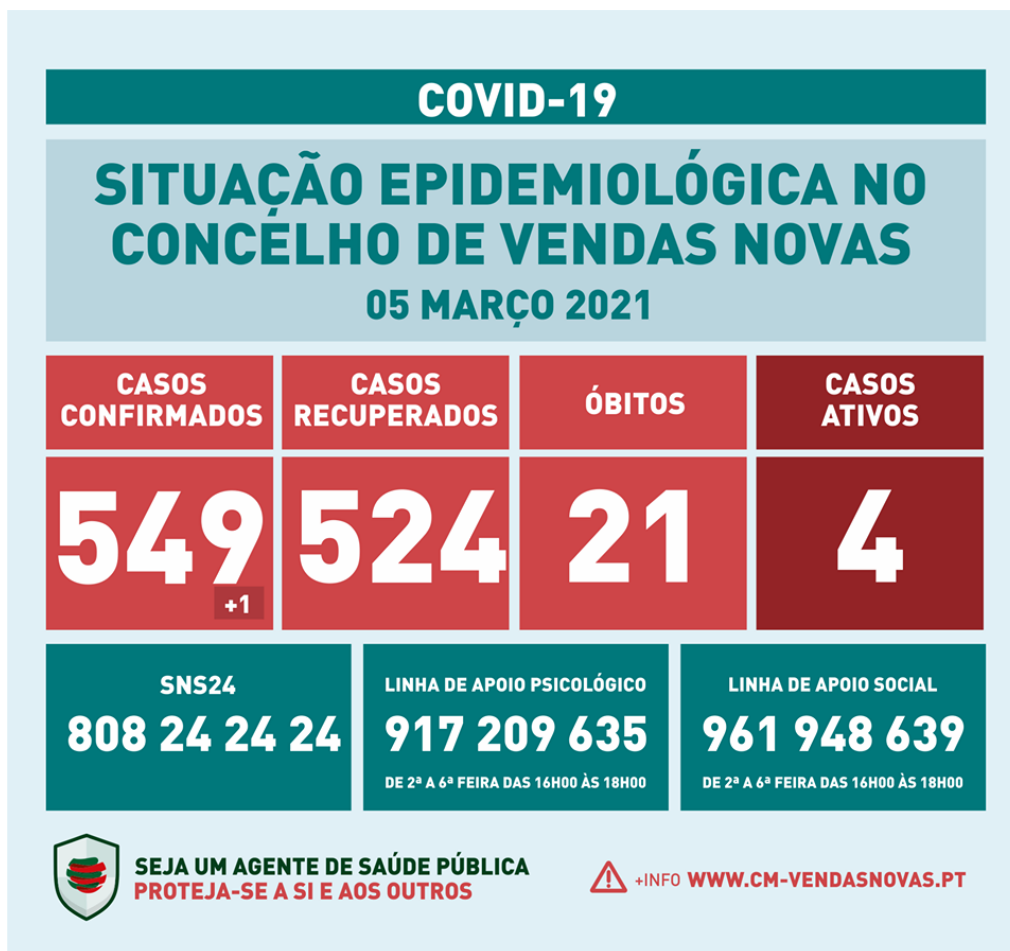 COVID-19
SITUAÇÃO EPIDEMIOLÓGICA NO
CONCELHO DE VENDAS NOVAS
05 MARÇO 2021
CASOS
CONFIRMADOS
549
+1
CASOS
RECUPERADOS
524
ÓBITOS
21
CASOS
ATIVOS
4
SNS24
808 24 24 24
LINHA DE APOIO PSICOLÓGICO
917 209 635
DE 2ª A 6ª FEIRA DAS 16H00 ÀS 18H00
LINHA DE APOIO SOCIAL
961 948 639
DE 2ª A 6ª FEIRA DAS 16H00 ÀS 18H00
SEJA UM AGENTE DE SAÚDE PÚBLICA
PROTEJA-SE A SI E AOS OUTROS
+INFO WWW.CM-VENDASNOVAS.PT